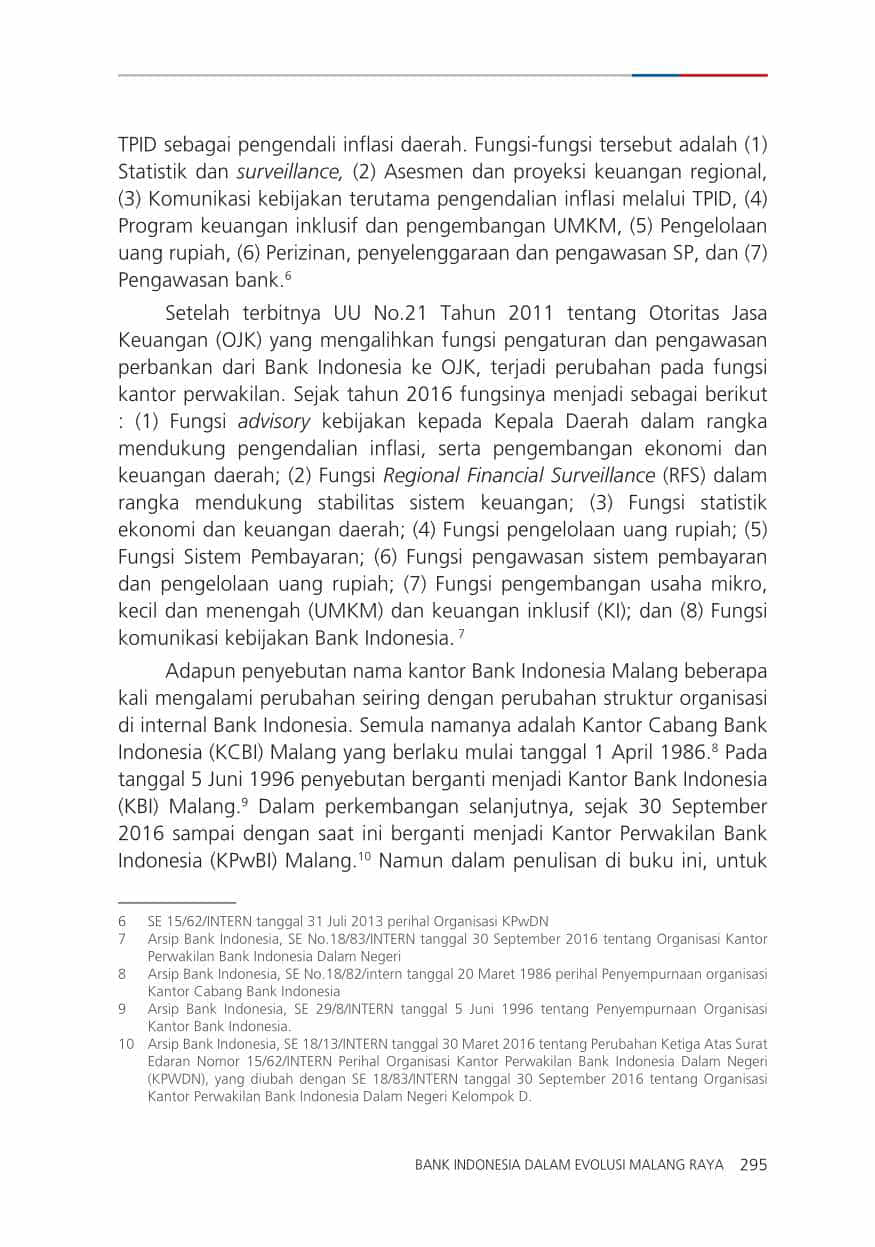 TPID sebagai pengendali inflasi daerah. Fungsi-fungsi tersebut adalah (1)
Statistik dan surveillance, (2) Asesmen dan proyeksi keuangan regional,
(3) Komunikasi kebijakan terutama pengendalian inflasi melalui TPID, (4)
Program keuangan inklusif dan pengembangan UMKM, (5) Pengelolaan
uang rupiah, (6) Perizinan, penyelenggaraan dan pengawasan SP, dan (7)
Pengawasan bank.6
Setelah terbitnya UU No.21 Tahun 2011 tentang Otoritas Jasa
Keuangan (OJK) yang mengalihkan fungsi pengaturan dan pengawasan
perbankan dari Bank Indonesia ke OJK, terjadi perubahan pada fungsi
kantor perwakilan. Sejak tahun 2016 fungsinya menjadi sebagai berikut
: (1) Fungsi advisory kebijakan kepada Kepala Daerah dalam rangka
mendukung pengendalian inflasi, serta pengembangan ekonomi dan
keuangan daerah; (2) Fungsi Regional Financial Surveillance (RFS) dalam
rangka mendukung stabilitas sistem keuangan; (3) Fungsi statistik
ekonomi dan keuangan daerah; (4) Fungsi pengelolaan uang rupiah; (5)
Fungsi Sistem Pembayaran; (6) Fungsi pengawasan sistem pembayaran
dan pengelolaan uang rupiah; (7) Fungsi pengembangan usaha mikro,
kecil dan menengah (UMKM) dan keuangan inklusif (KI); dan (8) Fungsi
komunikasi kebijakan Bank Indonesia. 7
Adapun penyebutan nama kantor Bank Indonesia Malang beberapa
kali mengalami perubahan seiring dengan perubahan struktur organisasi
di internal Bank Indonesia. Semula namanya adalah Kantor Cabang Bank
Indonesia (KCBI) Malang yang berlaku mulai tanggal 1 April 1986.8 Pada
tanggal 5 Juni 1996 penyebutan berganti menjadi Kantor Bank Indonesia
(KBI) Malang.9 Dalam perkembangan selanjutnya, sejak 30 September
2016 sampai dengan saat ini berganti menjadi Kantor Perwakilan Bank
Indonesia (KPwBI) Malang.10 Namun dalam penulisan di buku ini, untuk
6 SE 15/62/INTERN tanggal 31 Juli 2013 perihal Organisasi KPwDN
7 Arsip Bank Indonesia, SE No.18/83/INTERN tanggal 30 September 2016 tentang Organisasi Kantor
Perwakilan Bank Indonesia Dalam Negeri
8 Arsip Bank Indonesia, SE No.18/82/intern tanggal 20 Maret 1986 perihal Penyempurnaan organisasi
Kantor Cabang Bank Indonesia
9 Arsip Bank Indonesia, SE 29/8/INTERN tanggal 5 Juni 1996 tentang Penyempurnaan Organisasi
Kantor Bank Indonesia.
10 Arsip Bank Indonesia, SE 18/13/INTERN tanggal 30 Maret 2016 tentang Perubahan Ketiga Atas Surat
Edaran Nomor 15/62/INTERN Perihal Organisasi Kantor Perwakilan Bank Indonesia Dalam Negeri
(KPWDN), yang diubah dengan SE 18/83/INTERN tanggal 30 September 2016 tentang Organisasi
Kantor Perwakilan Bank Indonesia Dalam Negeri Kelompok D.
BANK INDONESIA DALAM EVOLUSI MALANG RAYA 295